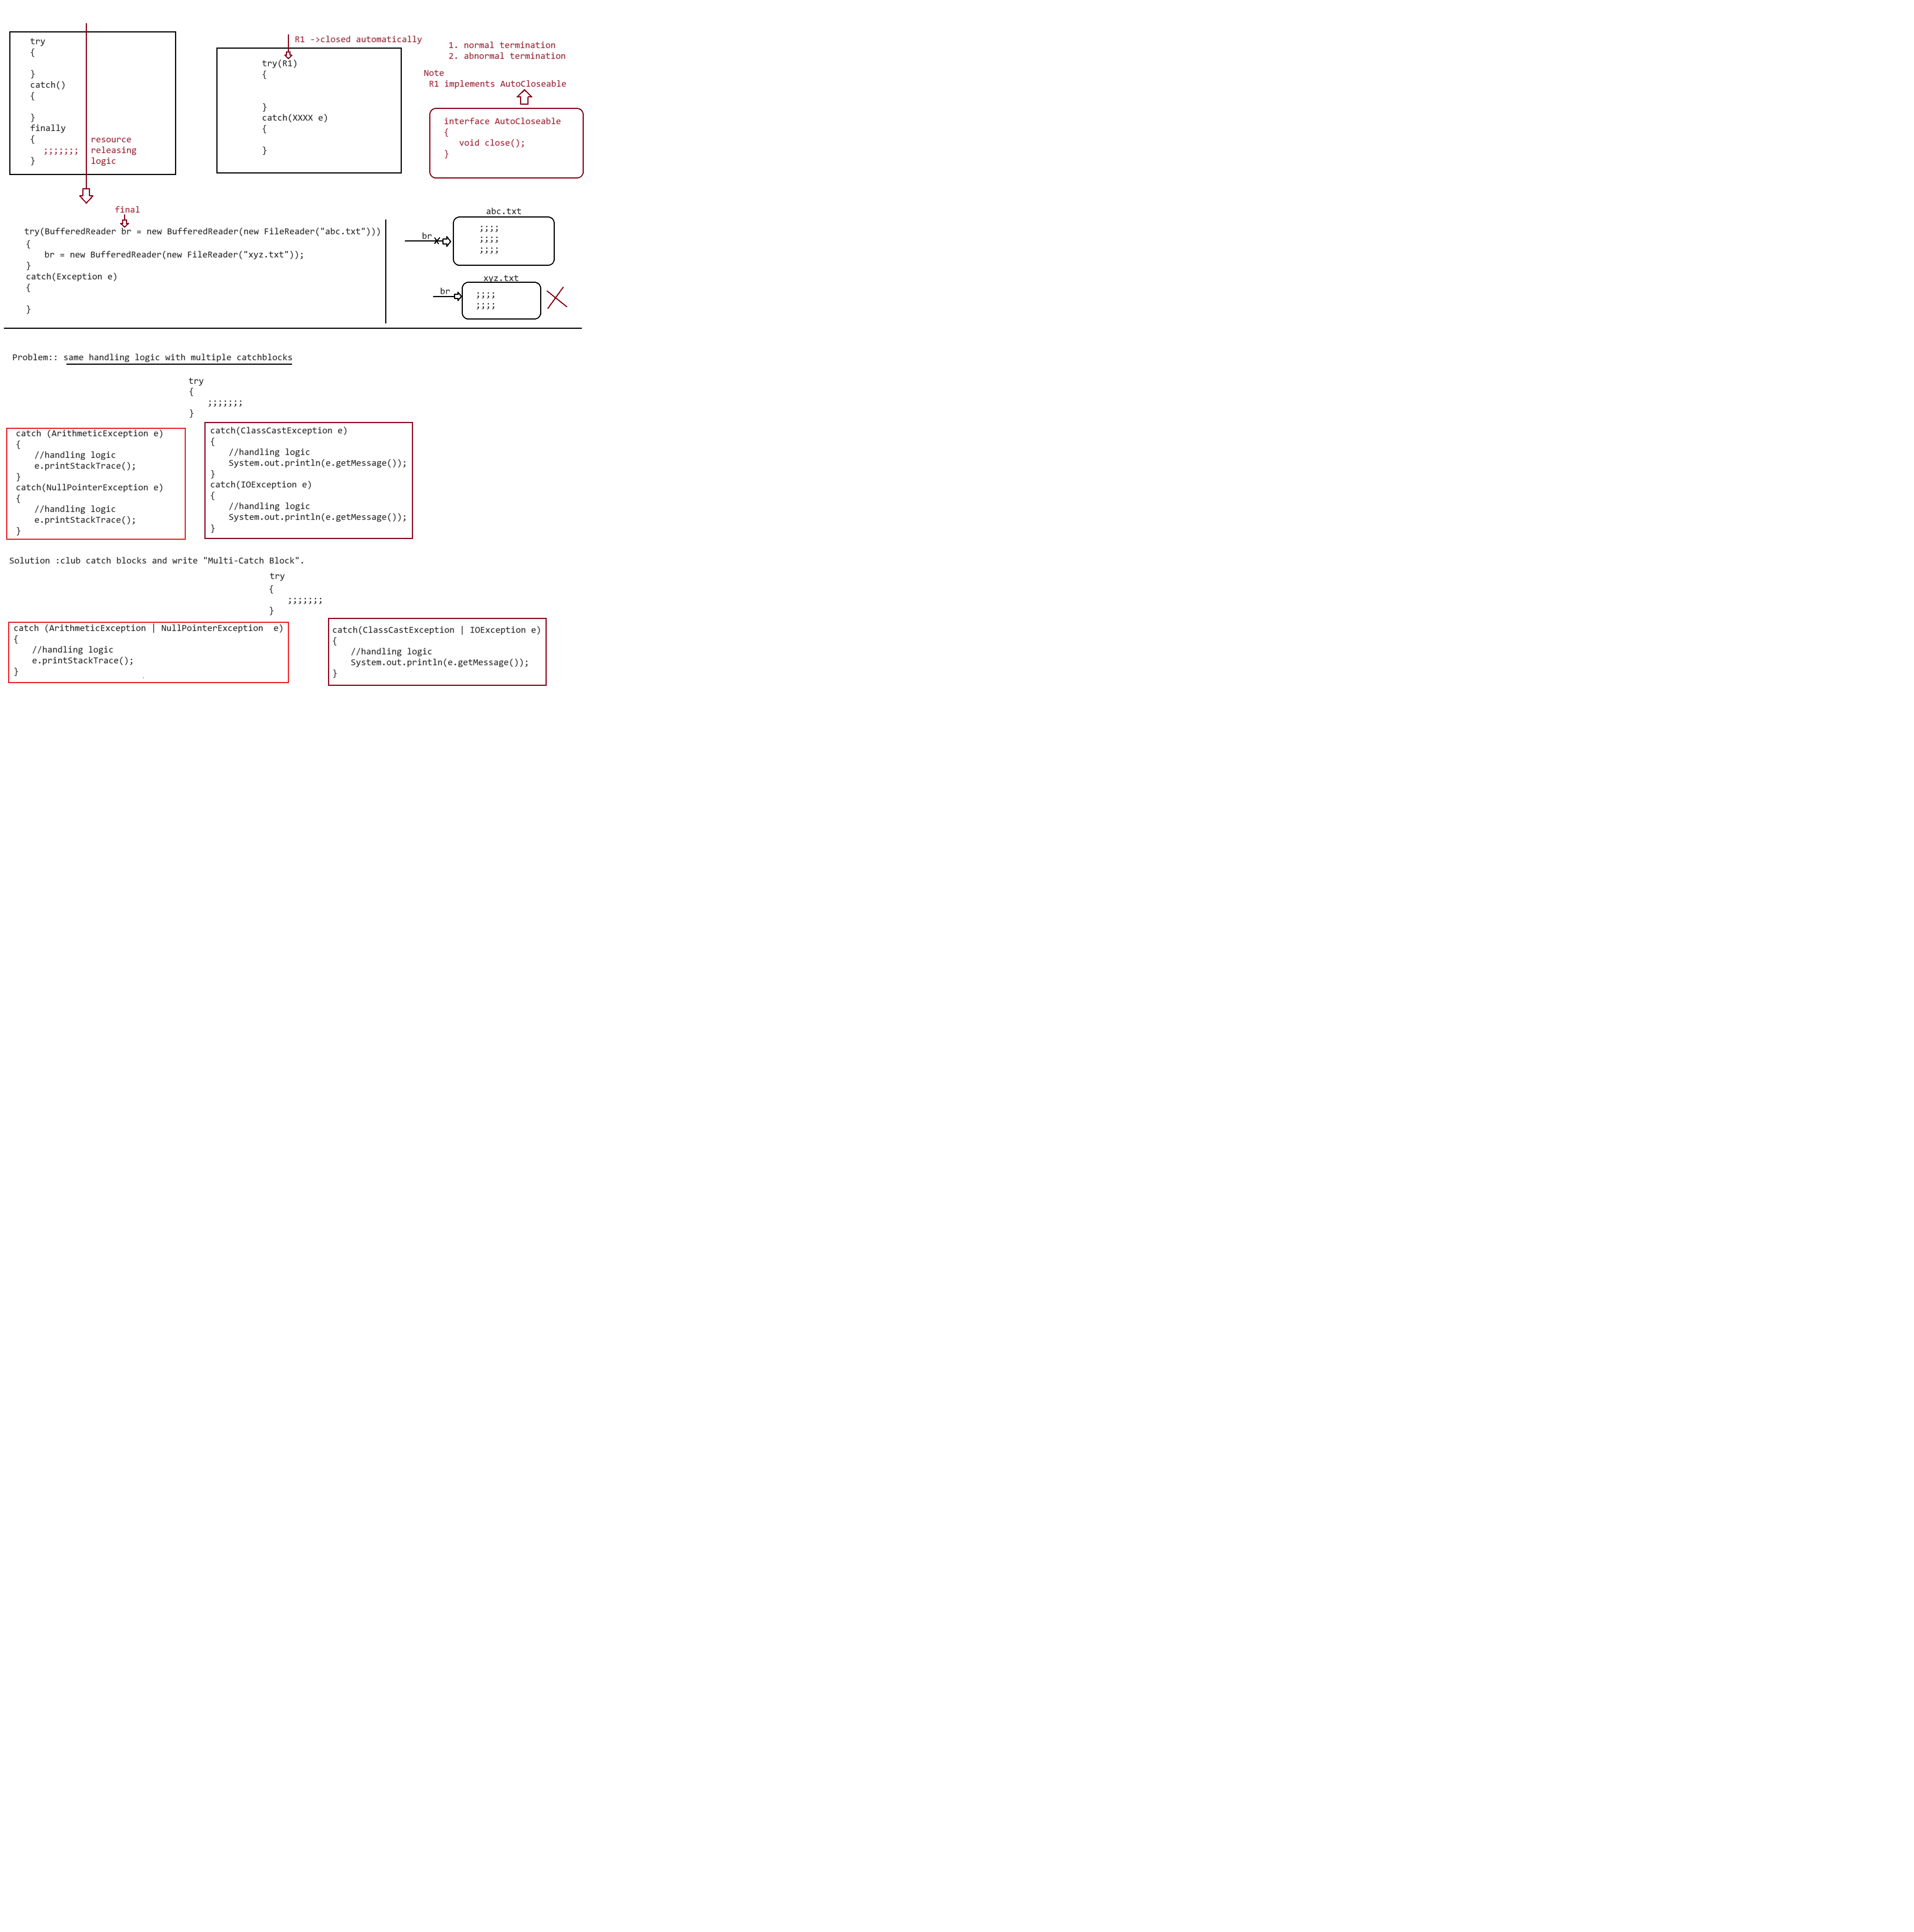 try
{
}
catch()
{
}
finally
{
;;;;;;;
}
resource
releasing
logic
R1 ->closed automatically
try(R1)
{
}
catch(XXXX e)
{
}
1. normal termination
2. abnormal termination
Note
R1 implements AutoCloseable
interface AutoCloseable
{
void close();
}
final
try(BufferedReader br = new BufferedReader(new FileReader("abc.txt")))
{
br = new BufferedReader(new FileReader("xyz.txt"));
}
catch(Exception e)
{
}
abc.txt
br
;;;;
;;;;
;;;;
xyz.txt
br
;;;;
;;;;
Problem:: same handling logic with multiple catchblocks
try
{
;;;;;;;
}
catch (ArithmeticException e)
{
//handling logic
e.printStackTrace();
}
catch(NullPointerException e)
{
//handling logic
e.printStackTrace();
}
catch(ClassCastException e)
{
//handling logic
System.out.println(e.getMessage());
}
catch(IOException e)
{
//handling logic
System.out.println(e.getMessage());
}
Solution :club catch blocks and write "Multi-Catch Block".
try
{
;;;;;;;
}
catch (ArithmeticException | NullPointerException  e)
{
//handling logic
e.printStackTrace();
}
catch(ClassCastException | IOException e)
{
//handling logic
System.out.println(e.getMessage());
}